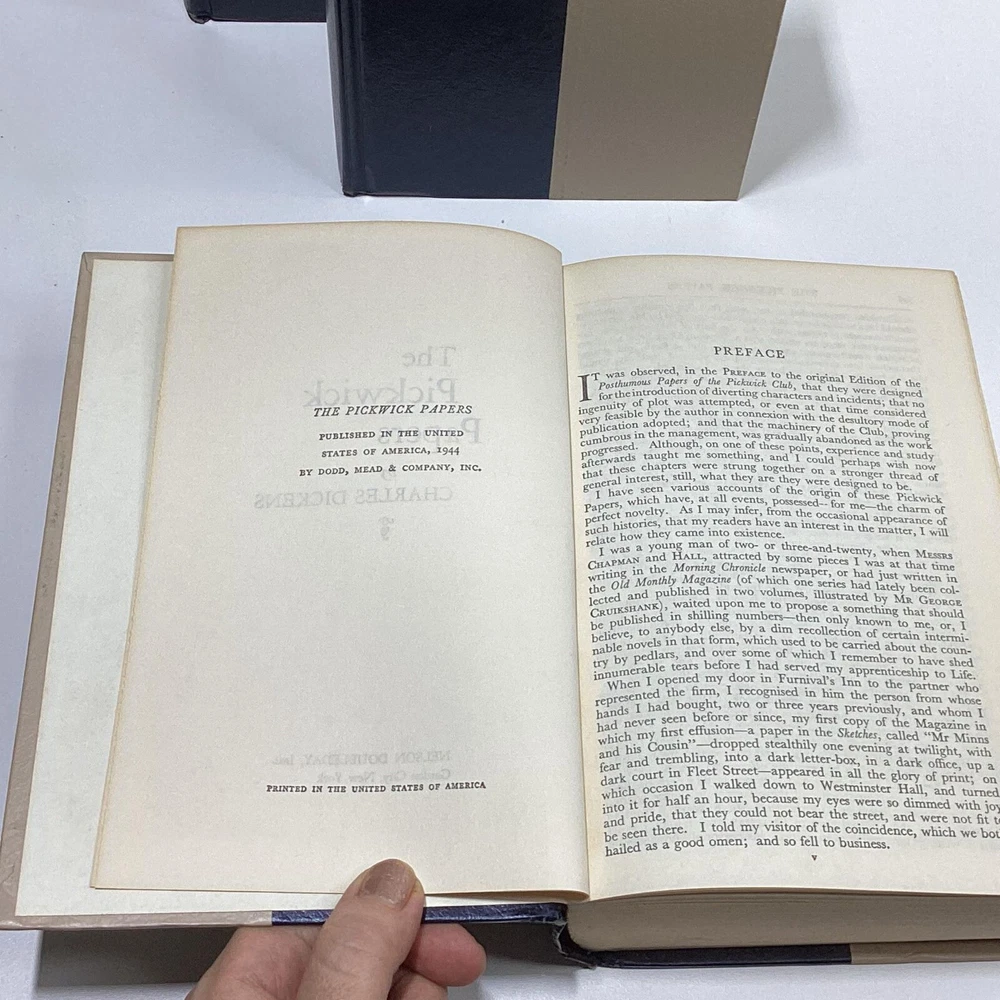 THE PICKWICK PAPERS
PUBLISHED IN THE UNITED
STATES OF AMERICA, 1944
BY DODD, MEAD & COMPANY, INC.
The
Pickwick
Papers
CHARLES DICKENS
NELSON DOUBLEDAY, Inc.
Garden City, New York
PRINTED IN THE UNITED STATES OF AMERICA
PREFACE
IT was observed, in the PREFACE to the original Edition of the
Posthumous Papers of the Pickwick Club, that they were designed
for the introduction of diverting characters and incidents; that no
ingenuity of plot was attempted, or even at that time considered
very feasible by the author in connexion with the desultory mode of
publication adopted; and that the machinery of the Club, proving
cumbrous in the management, was gradually abandoned as the work
progressed. Although, on one of these points, experience and study
afterwards taught me something, and I could perhaps wish now
that these chapters were strung together on a stronger thread of
general interest, still, what they are they were designed to be.
I have seen various accounts of the origin of these Pickwick
Papers, which have, at all events, possessed—for me—the charm of
perfect novelty. As I may infer, from the occasional appearance of
such histories, that my readers have an interest in the matter, I will
relate how they came into existence.
I was a young man of two- or three-and-twenty, when MESSRS
CHAPMAN and HALL, attracted by some pieces I was at that time
writing in the Morning Chronicle newspaper, or had just written in
the Old Monthly Magazine (of which one series had lately been col-
lected and published in two volumes, illustrated by MR GEORGE
CRUIKSHANK), waited upon me to propose a something that should
be published in shilling numbers—then only known to me, or, I
believe, to anybody else, by a dim recollection of certain intermi-
nable novels in that form, which used to be carried about the coun-
try by pedlars, and over some of which I remember to have shed
innumerable tears before I had served my apprenticeship to Life.
When I opened my door in Furnival's Inn to the partner who
represented the firm, I recognised in him the person from whose
hands I had bought, two or three years previously, and whom I
had never seen before or since, my first copy of the Magazine in
which my first effusion—a paper in the Sketches, called "Mr Minns
and his Cousin"—dropped stealthily one evening at twilight, with
fear and trembling, into a dark letter-box, in a dark office, up a
dark court in Fleet Street—appeared in all the glory of print; on
which occasion I walked down to Westminster Hall, and turned
into it for half an hour, because my eyes were so dimmed with joy
and pride, that they could not bear the street, and were not fit to
be seen there. I told my visitor of the coincidence, which we bot
hailed as a good omen; and so fell to business.
v